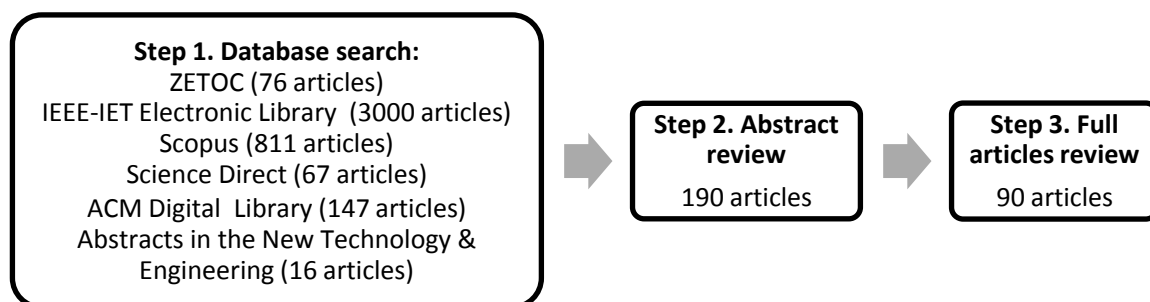 Step 1. Database search:
ZETOC (76 articles)
IEEE-IET Electronic Library (3000 articles)
Scopus (811 articles)
Science Direct (67 articles)
ACM Digital Library (147 articles)
Abstracts in the New Technology &
Engineering (16 articles)
Step 2. Abstract
review
190 articles
Step 3. Full
articles review
90 articles